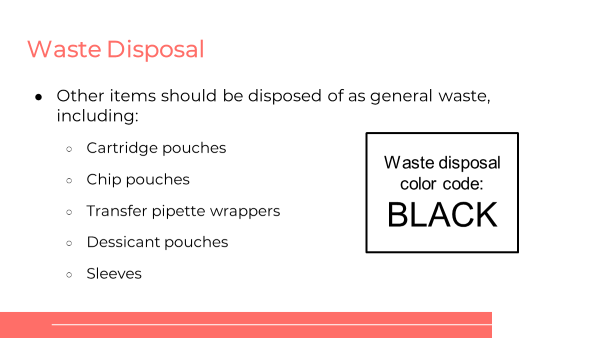 Waste Disposal
● Other items should be disposed of as general waste,
including:
○ Cartridge pouches
○ Chip pouches
○ Transfer pipette wrappers
○ Dessicant pouches
○ Sleeves
Waste disposal
color code:
BLACK